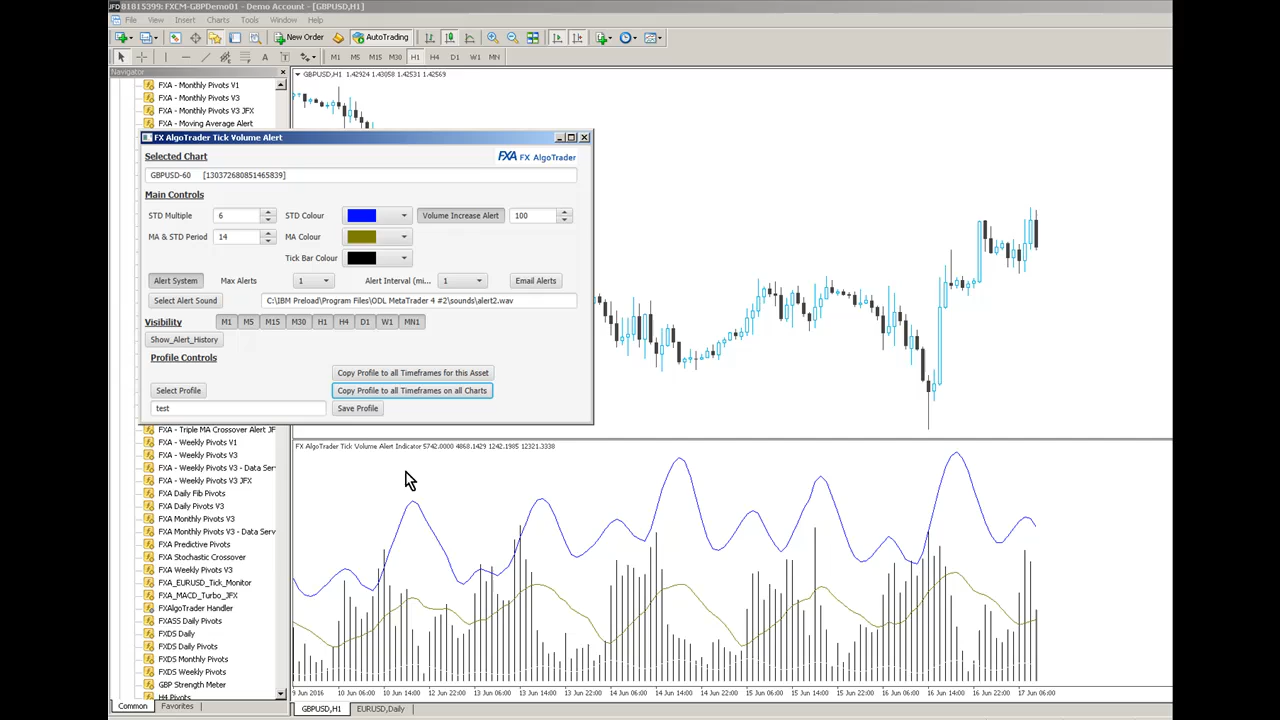 JFD 81815399: FXCM-GBPDemo01 - Demo Account - [GBPUSD,H1]
File View Insert Charts Tools Window Help
New Order AutoTrading
A T M1 M5 M15 M30 H1 H4 D1 W1 MN
Navigator
GBPUSD,H1 1.42924 1.43058 1.42531 1.42569
FXA - Monthly Pivots V1
FXA - Monthly Pivots V3
FXA - Monthly Pivots V3 JFX
FXA - Moving Average Alert
FX AlgoTrader Tick Volume Alert
Selected Chart
FXA FX AlgoTrader
GBPUSD-60 [130372680851465839]
Main Controls
STD Multiple 6 STD Colour Volume Increase Alert 100
MA & STD Period 14 MA Colour
Tick Bar Colour
Alert System Max Alerts 1 Alert Interval (mi... 1 Email Alerts
Select Alert Sound C:\IBM Preload\Program Files\ODL MetaTrader 4 #2\sounds\alert2.wav
Visibility M1 M5 M15 M30 H1 H4 D1 W1 MN1
Show_Alert_History
Profile Controls
Copy Profile to all Timeframes for this Asset
Select Profile Copy Profile to all Timeframes on all Charts
test Save Profile
FXA - Triple MA Crossover Alert JF
FXA - Weekly Pivots V1
FXA - Weekly Pivots V3
FXA - Weekly Pivots V3 - Data Ser
FXA - Weekly Pivots V3 JFX
FXA Daily Fib Pivots
FXA Daily Pivots V3
FXA Monthly Pivots V3
FXA Monthly Pivots V3 - Data Serv
FXA Predictive Pivots
FXA Stochastic Crossover
FXA Weekly Pivots V3
FXA_EURUSD_Tick_Monitor
FXA_MACD_Turbo_JFX
FXAlgoTrader Handler
FXASS Daily Pivots
FXDS Daily
FXDS Daily Pivots
FXDS Monthly Pivots
FXDS Weekly Pivots
GBP Strength Meter
H4 Pivots
Common Favorites
FX AlgoTrader Tick Volume Alert Indicator 5742.0000 4868.1429 1242.1985 12321.3338
9 Jun 2016 10 Jun 06:00 10 Jun 14:00 12 Jun 22:00 13 Jun 06:00 13 Jun 14:00 13 Jun 22:00 14 Jun 06:00 14 Jun 14:00 14 Jun 22:00 15 Jun 06:00 15 Jun 14:00 15 Jun 22:00 16 Jun 06:00 16 Jun 14:00 16 Jun 22:00 17 Jun 06:00
GBPUSD,H1 EURUSD,Daily